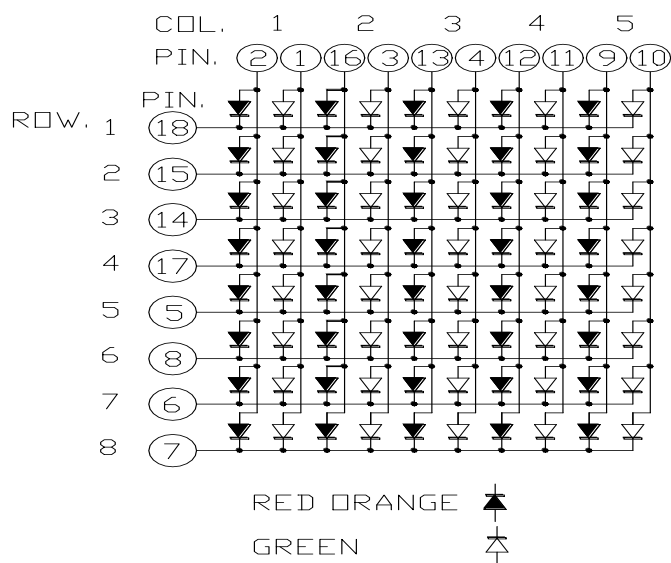 COL. 1 2 3 4 5
PIN. 2 1 16 3 13 4 12 11 9 10
PIN.
ROW. 1 18
2 15
3 14
4 17
5 5
6 8
7 6
8 7
RED ORANGE
GREEN